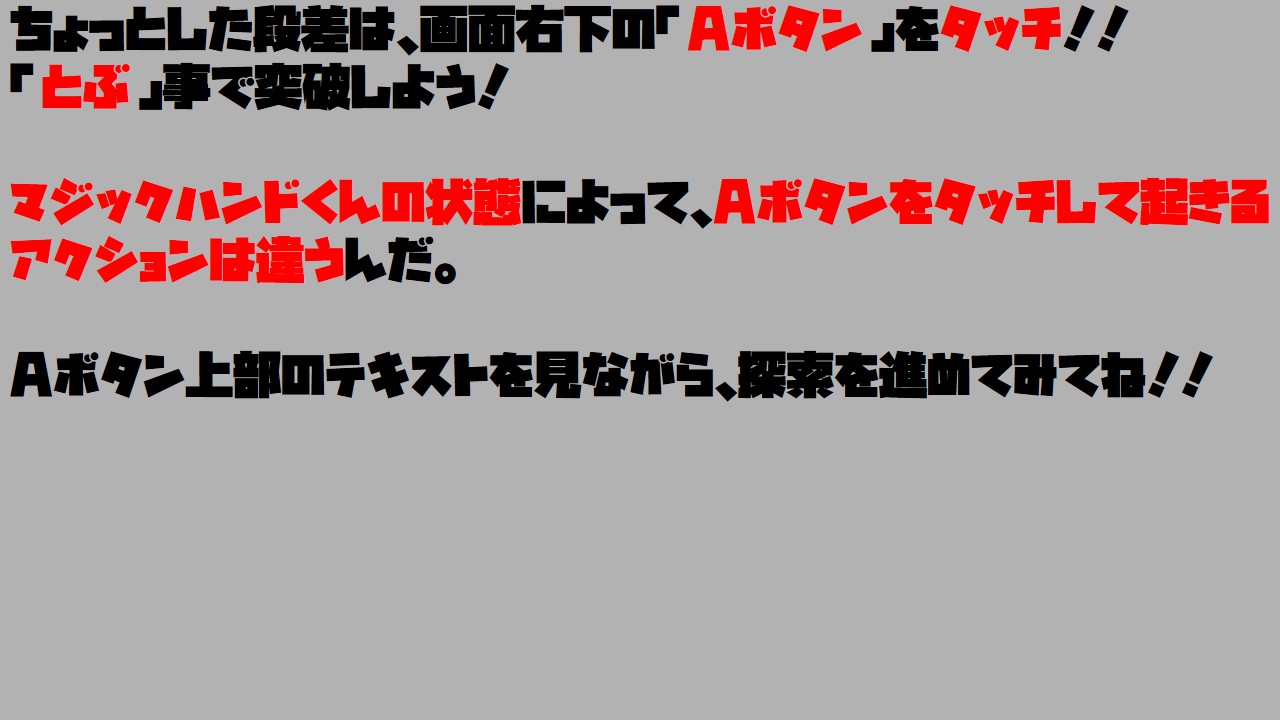 ちょっとした段差は、画面右下の「Aボタン」をタッチ!!
「とぶ」事で突破しよう!
マジックハンドくんの状態によって、Aボタンをタッチして起きる
アクションは違うんだ。
Aボタン上部のテキストを見ながら、探索を進めてみてね!!